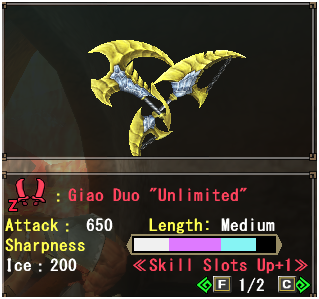 Z : Giao Duo "Unlimited"
Attack : 650 Length: Medium
Sharpness
Ice : 200 ≪Skill Slots Up+1≫
F 1/2 C